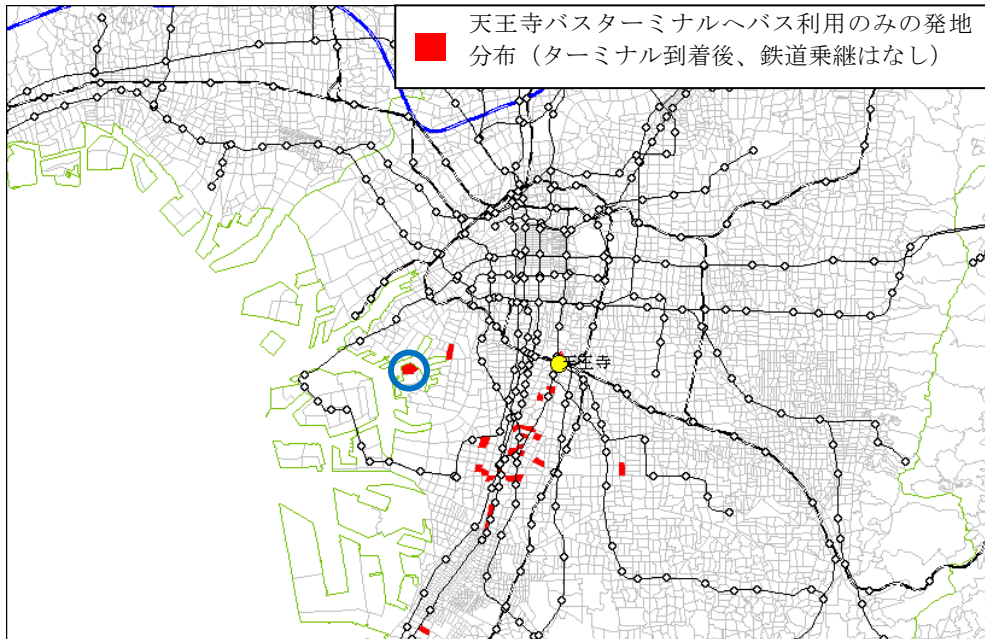 天王寺バスターミナルへバス利用のみの発地
分布（ターミナル到着後、鉄道乗継はなし）
天王寺